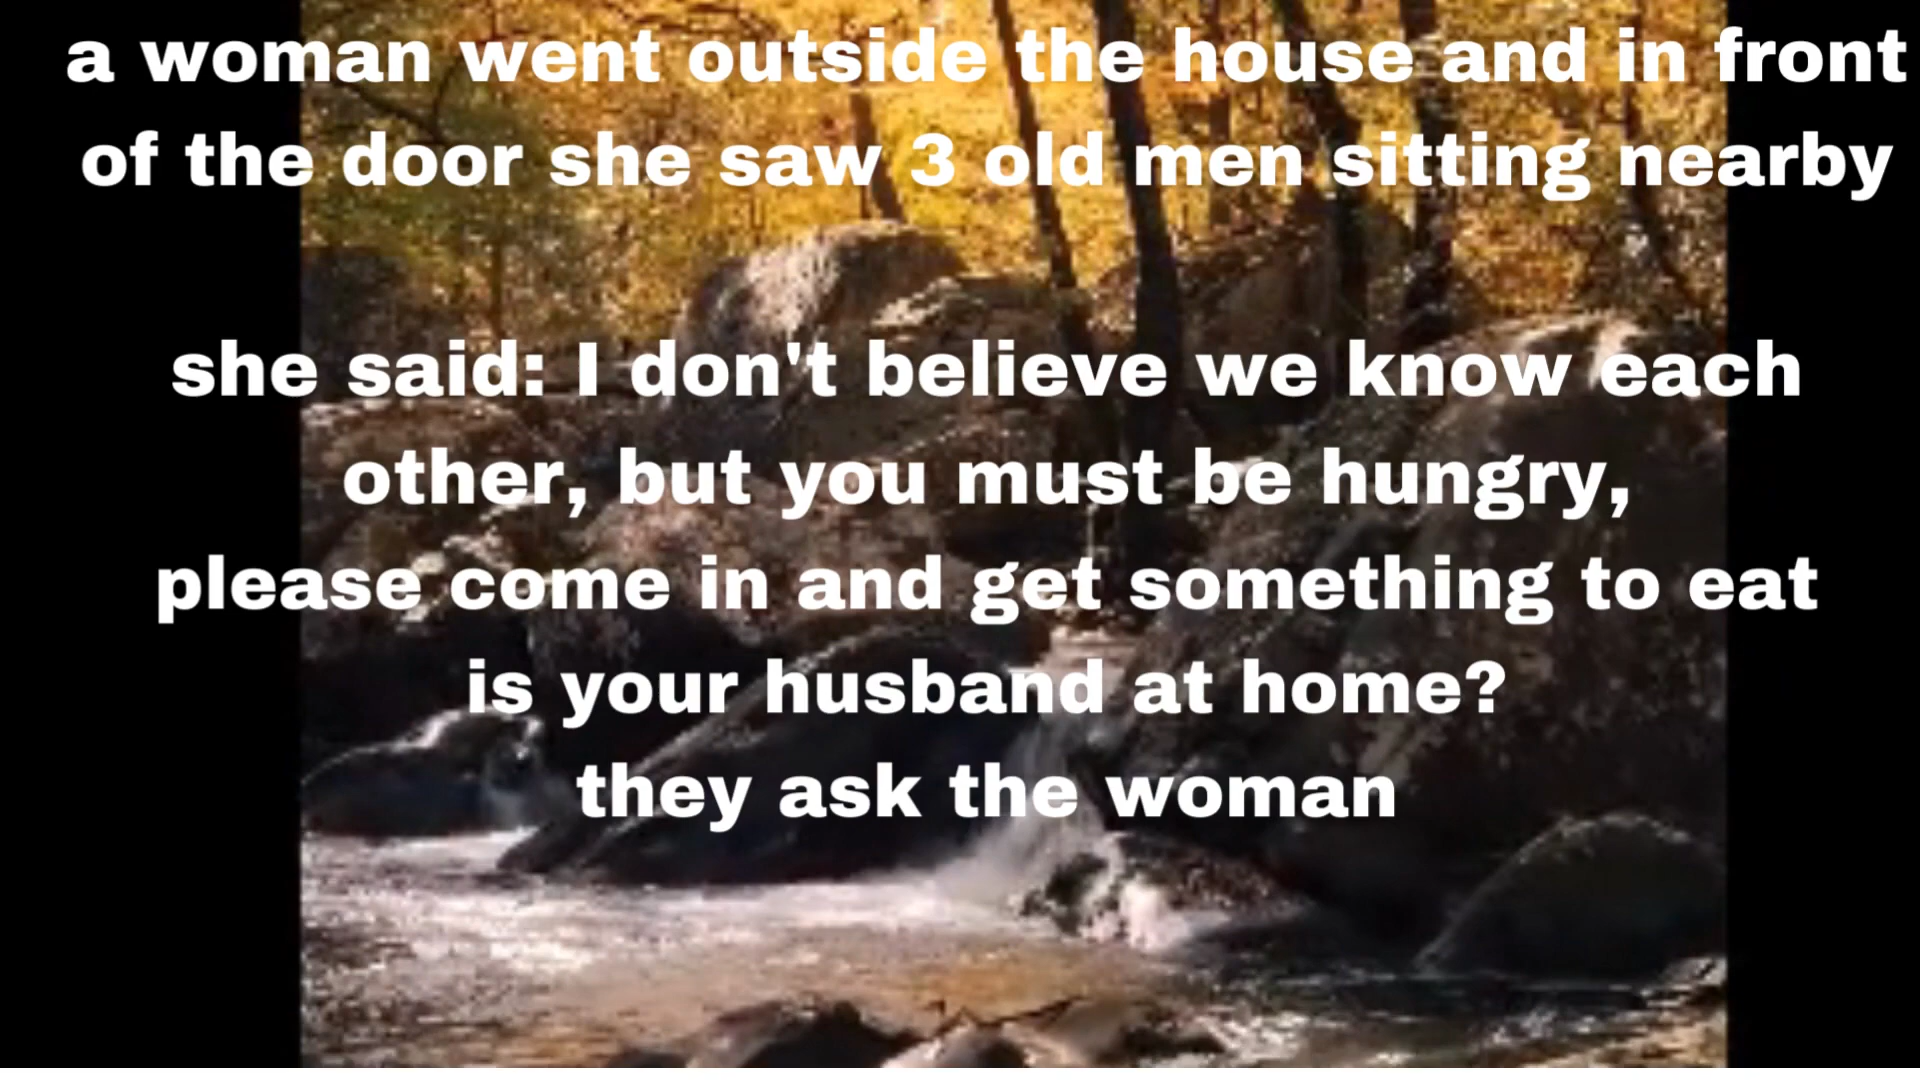 a woman went outside the house and in front
of the door she saw 3 old men sitting nearby
she said: I don't believe we know each
other, but you must be hungry,
please come in and get something to eat
is your husband at home?
they ask the woman